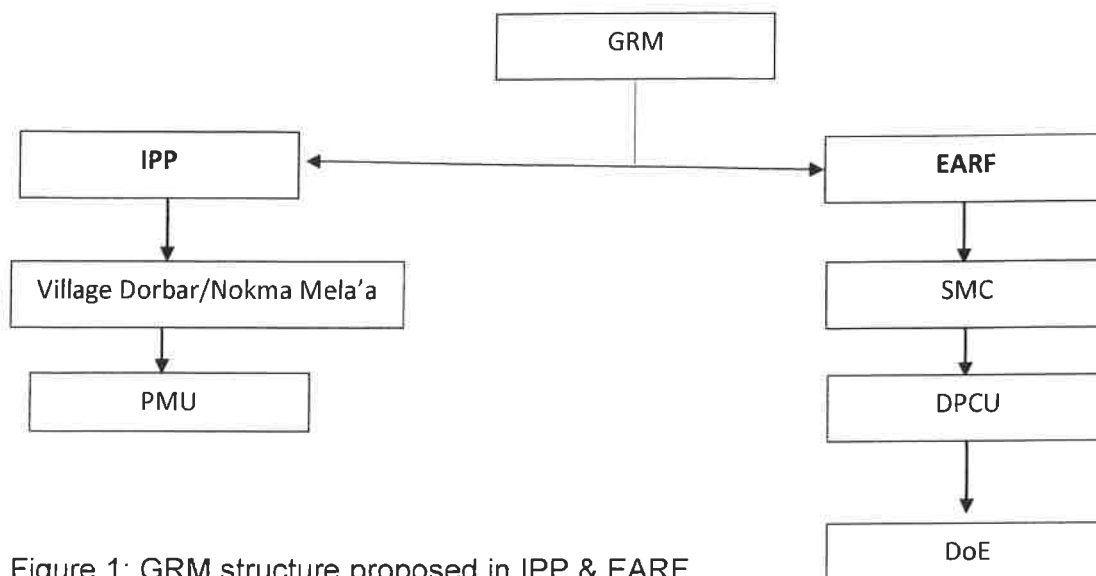 GRM
IPP
EARF
Village Dorbar/Nokma Mela'a
SMC
PMU
DPCU
DoE
Figure 1: GRM structure proposed in IPP & EARF